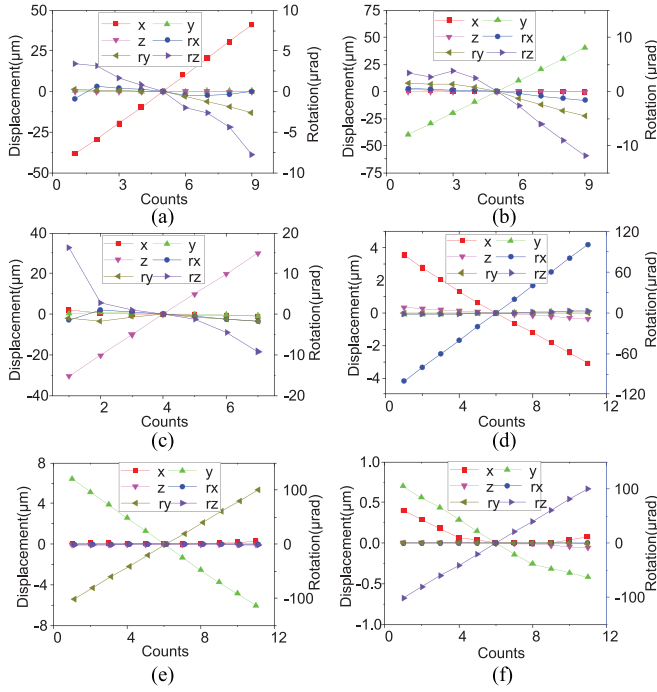 50
25
0
-25
-50
Displacement(μm)
10
5
0
-5
-10
Rotation(μrad)
x y
z rx
ry rz
0 3 6 9
Counts
(a)
75
50
25
0
-25
-50
-75
Displacement(μm)
10
0
-10
Rotation(μrad)
x y
z rx
ry rz
0 3 6 9
Counts
(b)
40
20
0
-20
-40
Displacement(μm)
20
10
0
-10
-20
Rotation(μrad)
x y
z rx
ry rz
2 4 6
Counts
(c)
4
2
0
-2
-4
Displacement(μm)
120
60
0
-60
-120
Rotation(μrad)
x y
z rx
ry rz
0 4 8 12
Counts
(d)
8
4
0
-4
-8
Displacement(μm)
100
0
-100
Rotation(μrad)
x y
z rx
ry rz
0 4 8 12
Counts
(e)
1.0
0.5
0.0
-0.5
-1.0
Displacement(μm)
100
0
-100
Rotation(μrad)
x y
z rx
ry rz
0 4 8 12
Counts
(f)